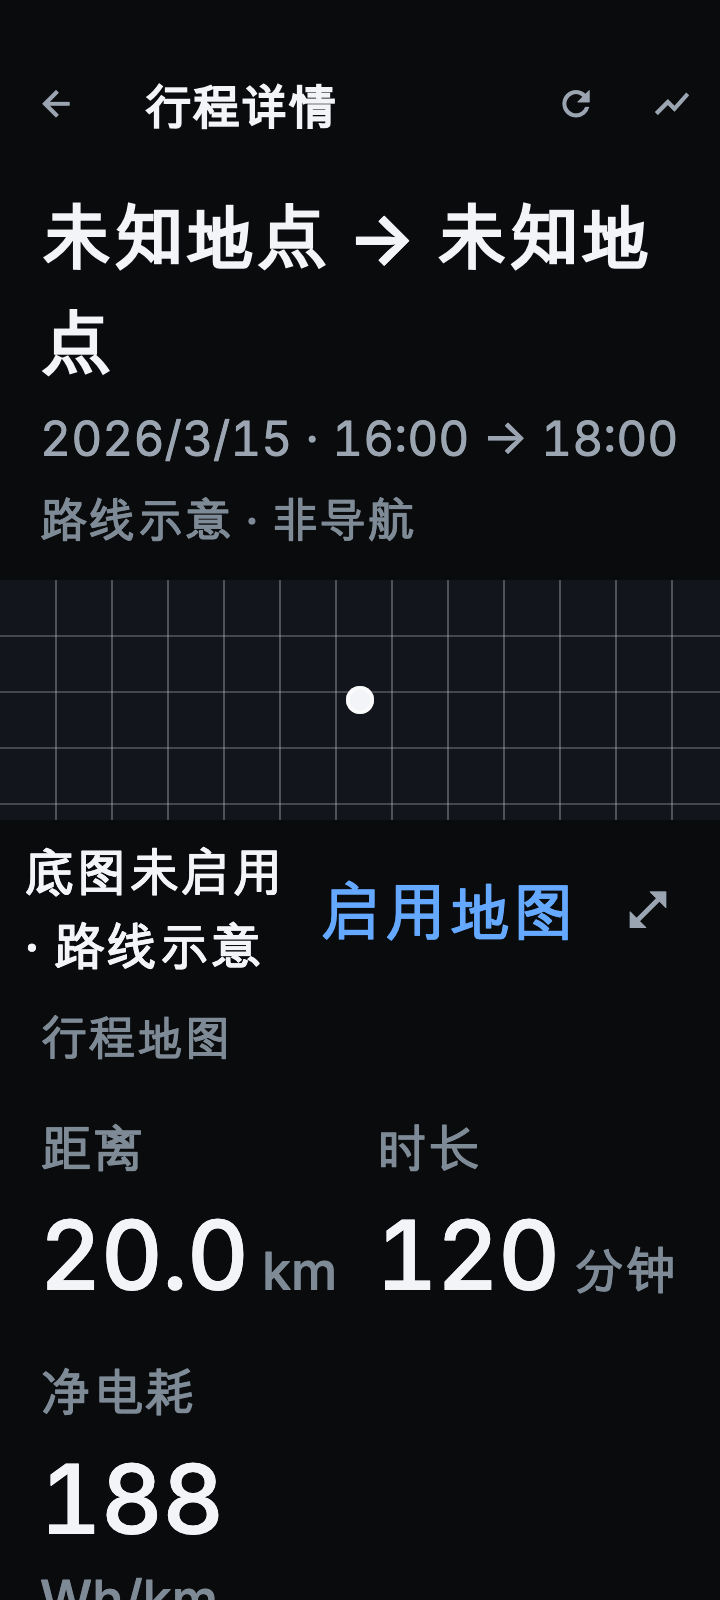 行程详情
未知地点 → 未知地
点
2026/3/15 · 16:00 → 18:00
路线示意 · 非导航
底图未启用
· 路线示意
启用地图
行程地图
距离
20.0 km
时长
120 分钟
净电耗
188
Wh/km